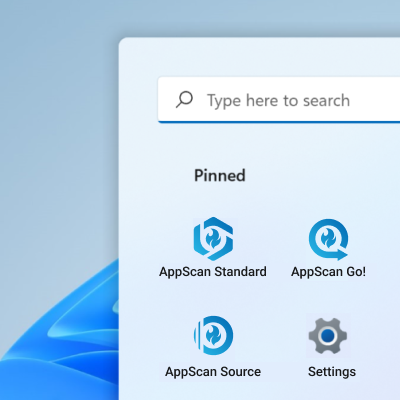 Type here to search
Pinned
AppScan Standard
AppScan Go!
AppScan Source
Settings